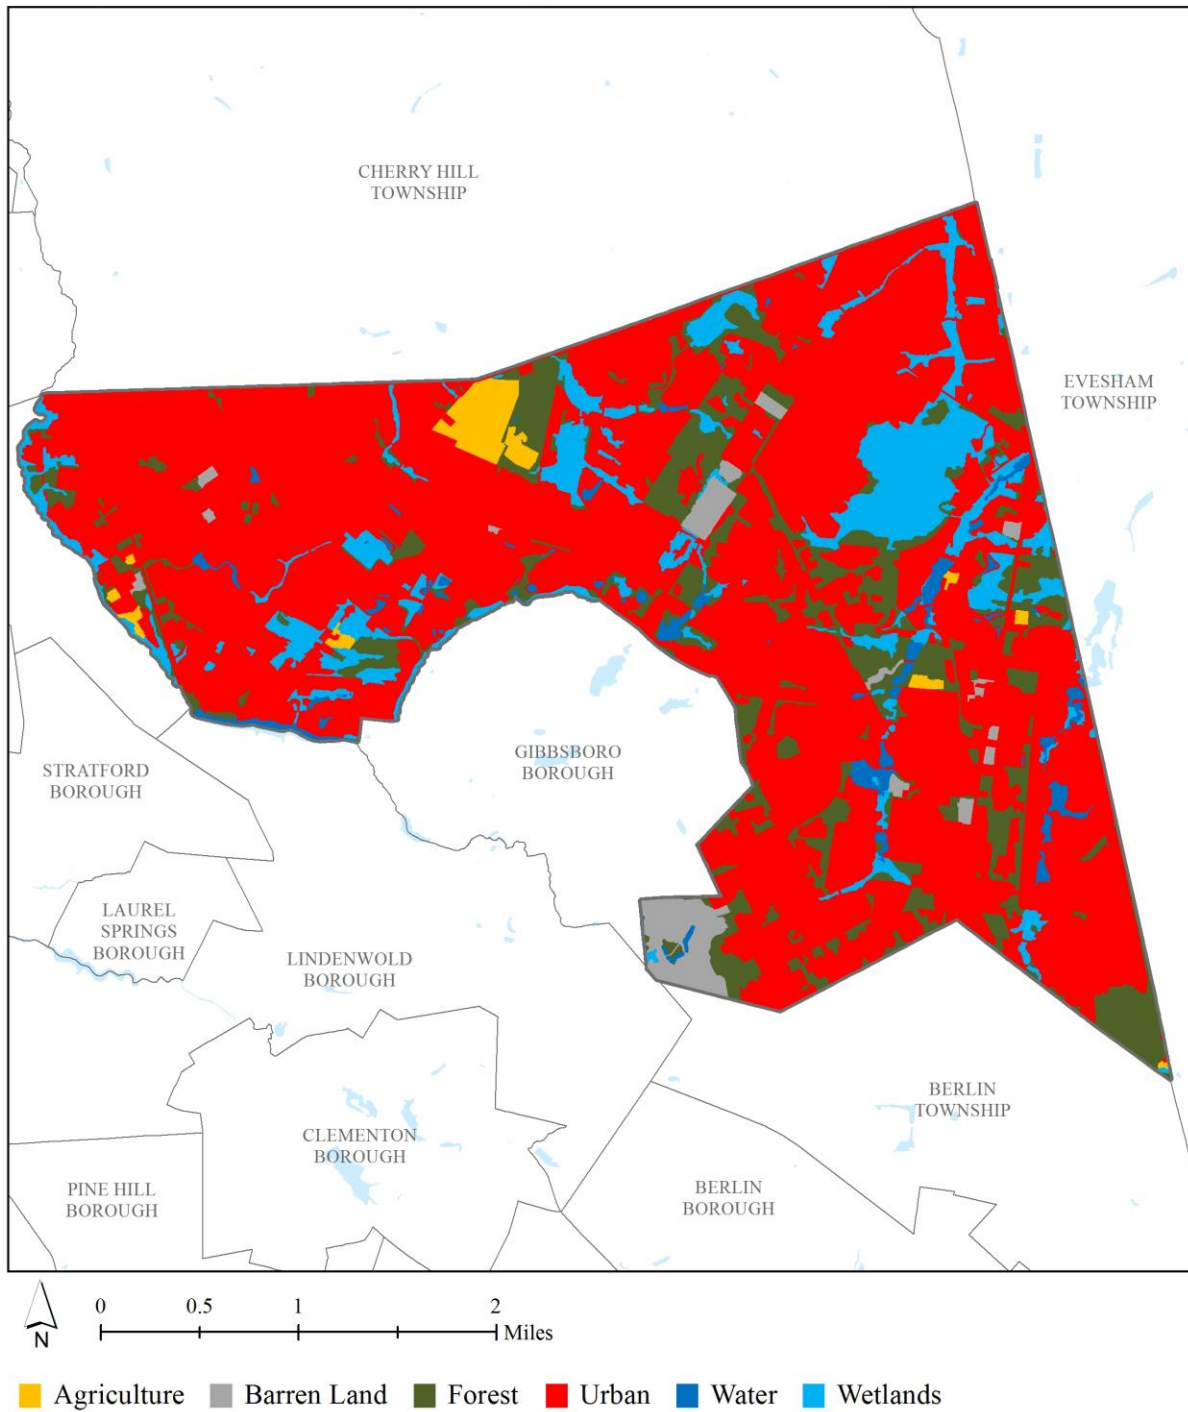 CHERRY HILL
TOWNSHIP
EVESHAM
TOWNSHIP
GIBBSBORO
BOROUGH
STRATFORD
BOROUGH
LAUREL
SPRINGS
BOROUGH
LINDENWOLD
BOROUGH
BERLIN
TOWNSHIP
CLEMENTON
BOROUGH
PINE HILL
BOROUGH
BERLIN
BOROUGH
N
0 0.5 1 2
Miles
Agriculture Barren Land Forest Urban Water Wetlands